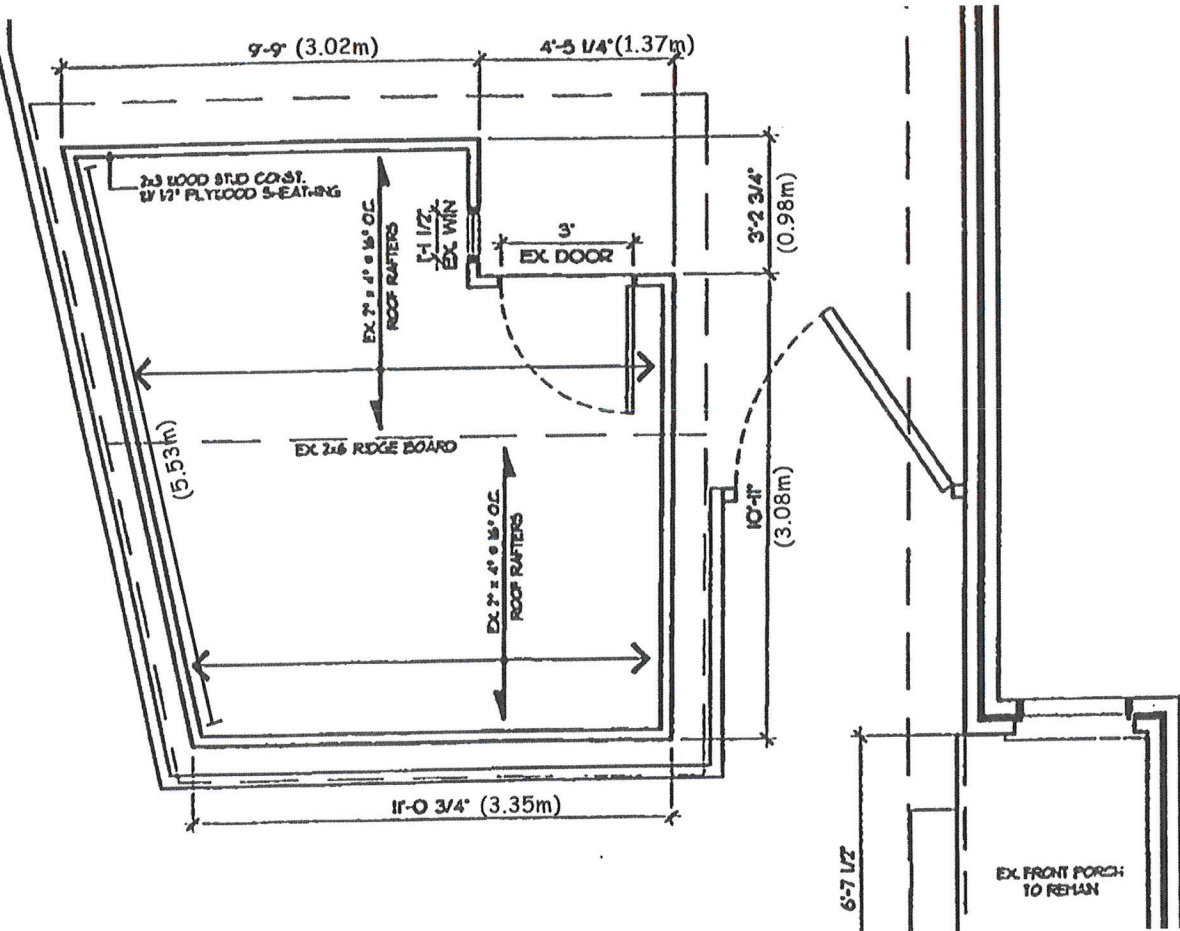 9'-9" (3.02m)
4'-5 1/4" (1.37m)
2x3 WOOD STUD CONST.
W/ 1/2" PLYWOOD SHEATHING
EX. 2" x 4" @ 16" O.C.
ROOF RAFTERS
1'-1 1/2"
EX. WIN
3'
EX. DOOR
3'-2 3/4"
(0.98m)
(5.53m)
EX. 2x6 RIDGE BOARD
EX. 2" x 4" @ 16" O.C.
ROOF RAFTERS
10'-11"
(3.08m)
11'-0 3/4" (3.35m)
6'-7 1/2"
EX. FRONT PORCH
TO REMAIN